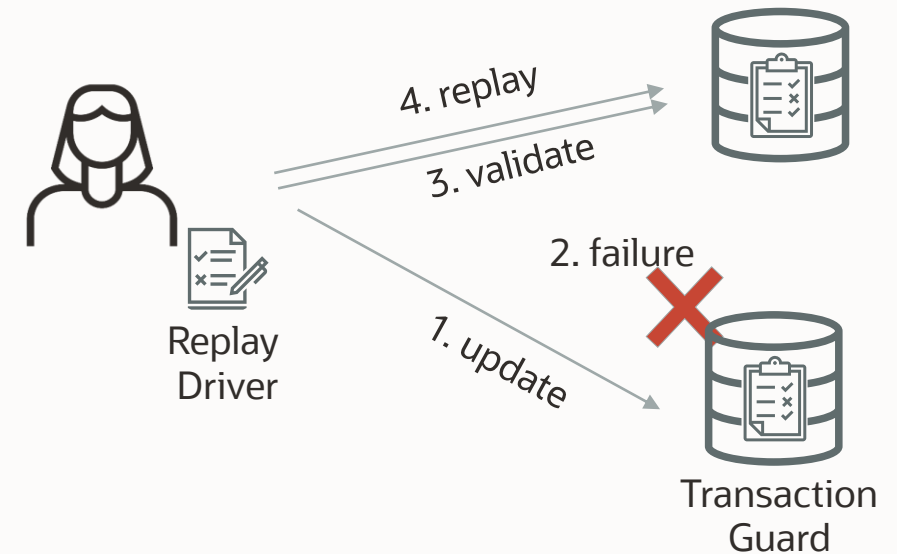 4. replay
3. validate
2. failure
1. update
Replay
Driver
Transaction
Guard